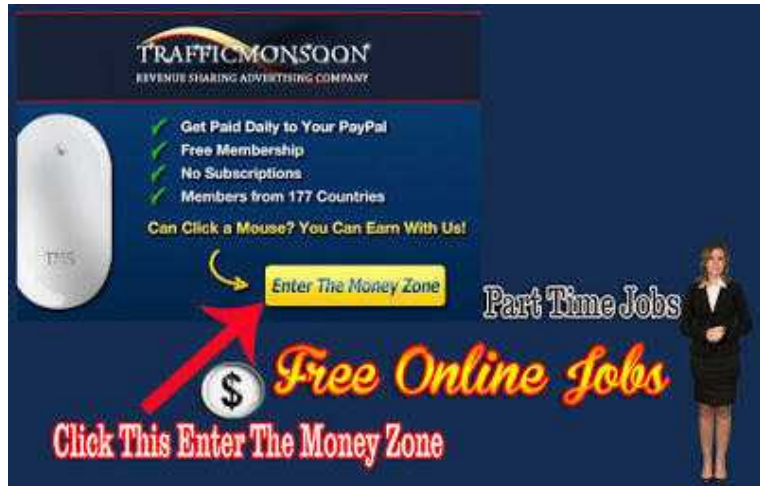 TRAFFICMONSOON
REVENUE SHARING ADVERTISING COMPANY
Get Paid Daily to Your PayPal
Free Membership
No Subscriptions
Members from 177 Countries
Can Click a Mouse? You Can Earn With Us!
Enter The Money Zone
Part Time Jobs
$
Free Online Jobs
Click This Enter The Money Zone